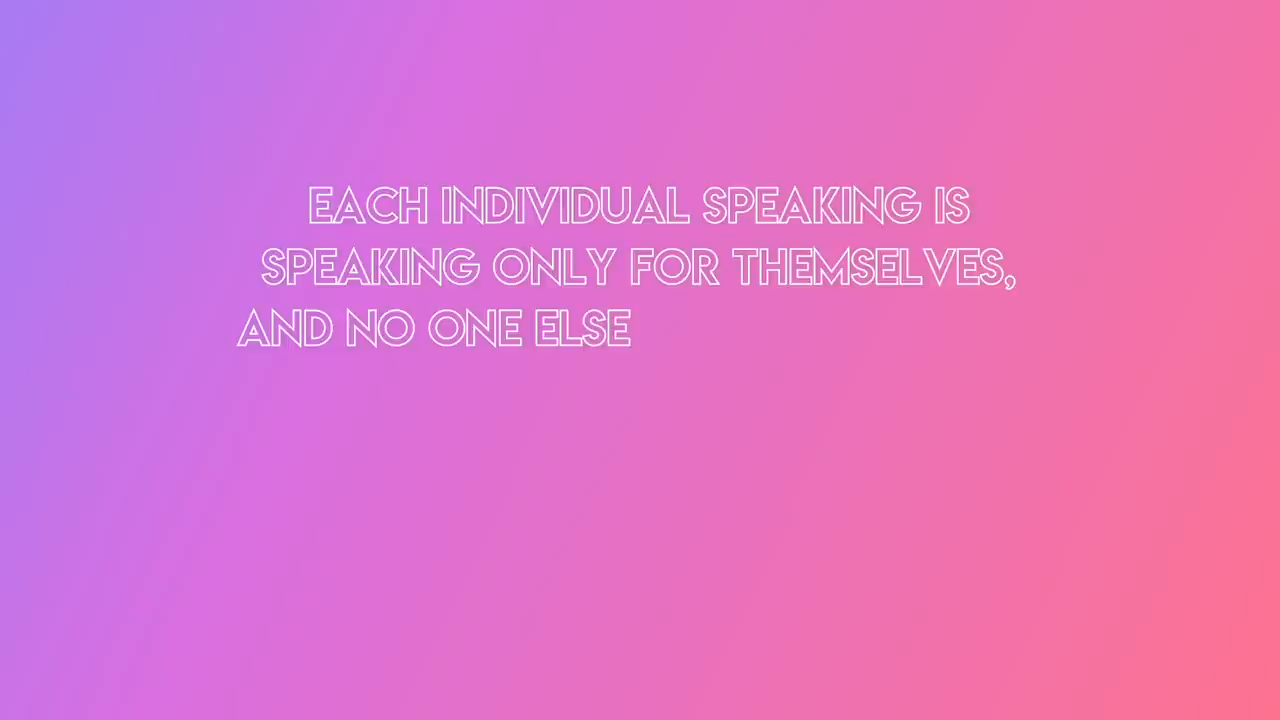 EACH INDIVIDUAL SPEAKING IS
SPEAKING ONLY FOR THEMSELVES,
AND NO ONE ELSE